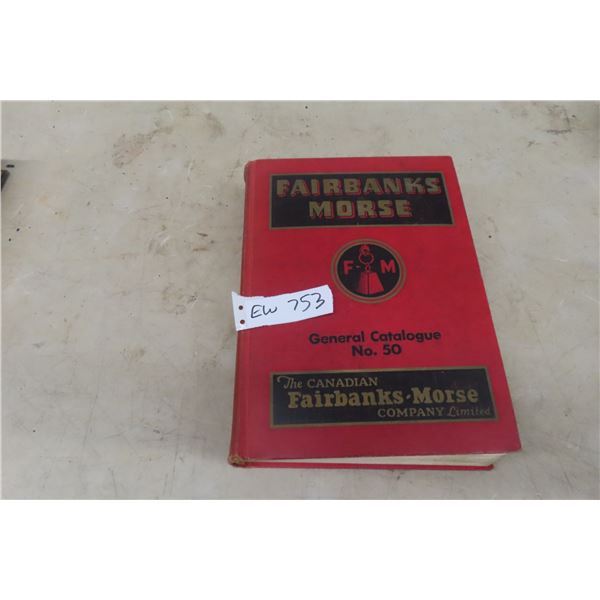 FAIRBANKS
MORSE
F M
EW 753
General Catalogue
No. 50
The CANADIAN
Fairbanks-Morse
COMPANY Limited